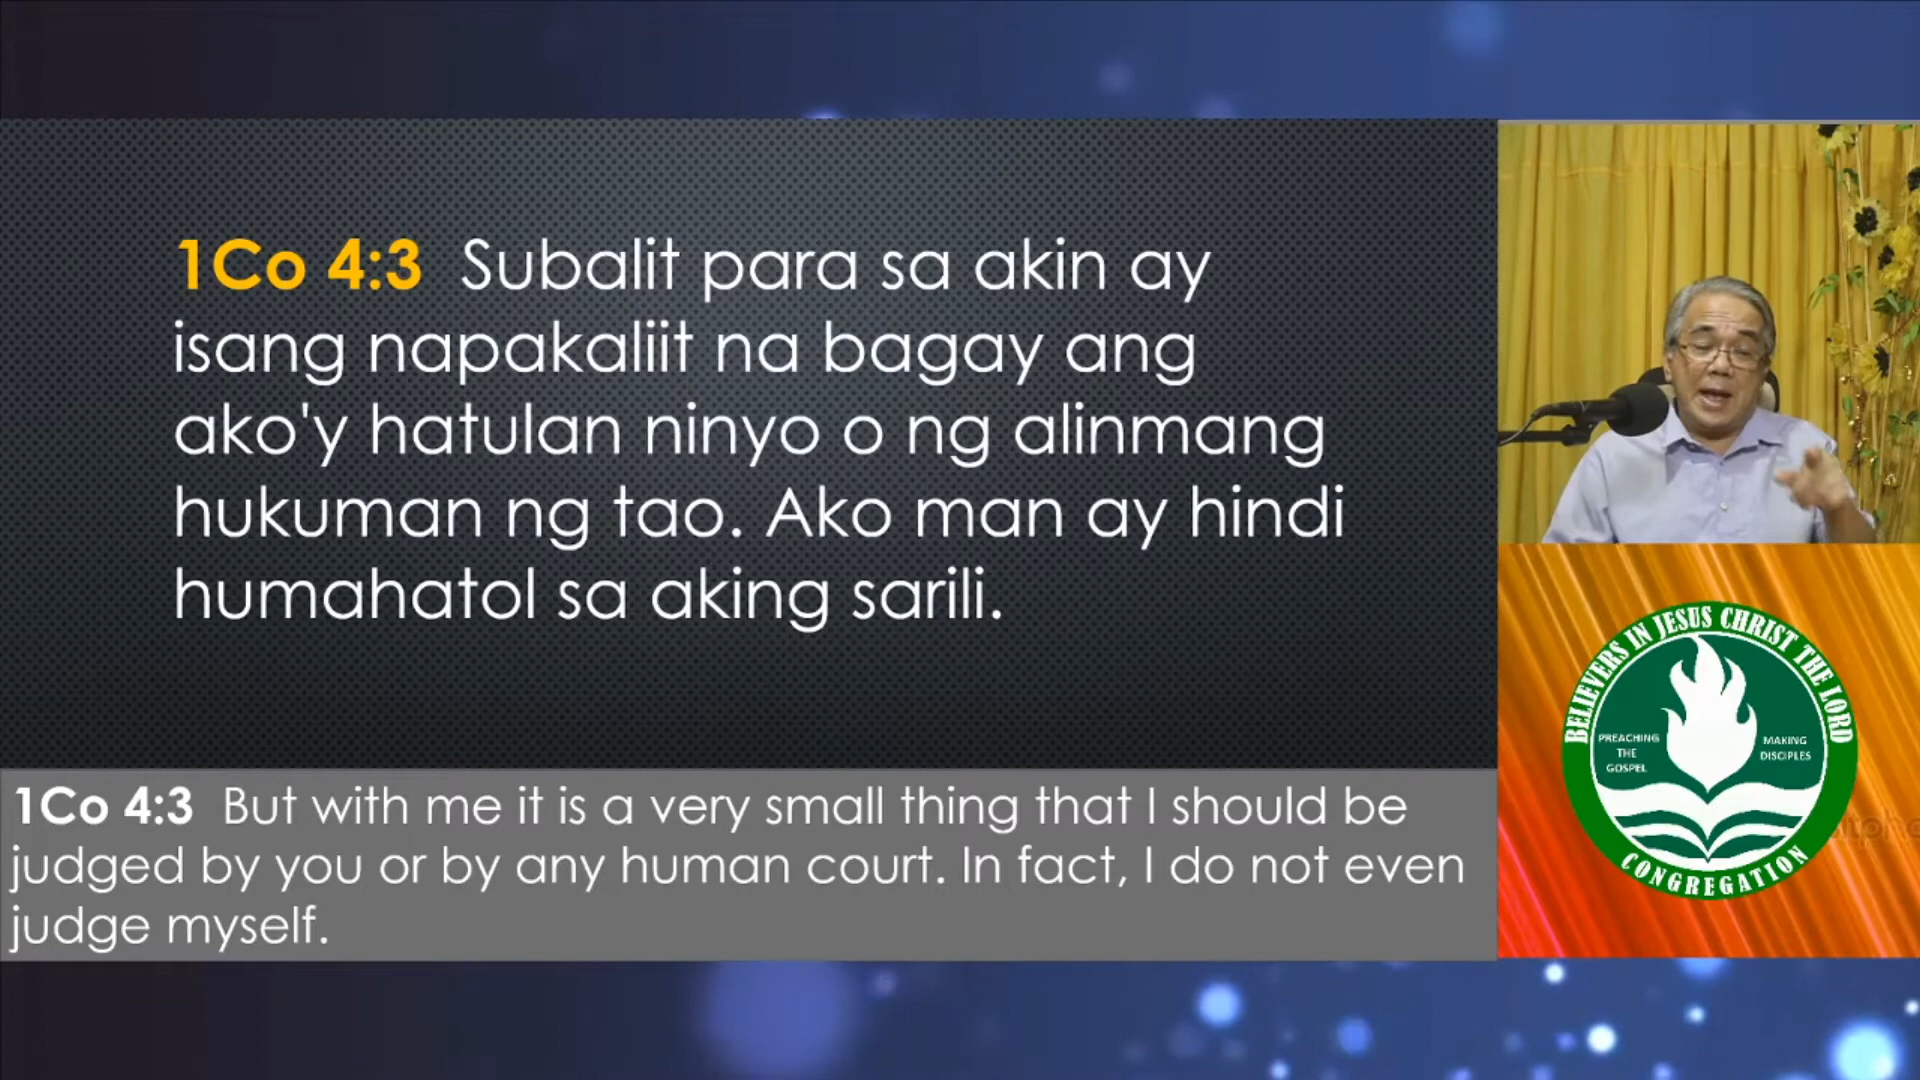 1Co 4:3 Subalit para sa akin ay
isang napakaliit na bagay ang
ako'y hatulan ninyo o ng alinmang
hukuman ng tao. Ako man ay hindi
humahatol sa aking sarili.
1Co 4:3 But with me it is a very small thing that I should be
judged by you or by any human court. In fact, I do not even
judge myself.
BELIEVERS IN JESUS CHRIST THE LORD
PREACHING
THE
GOSPEL
MAKING
DISCIPLES
CONGREGATION